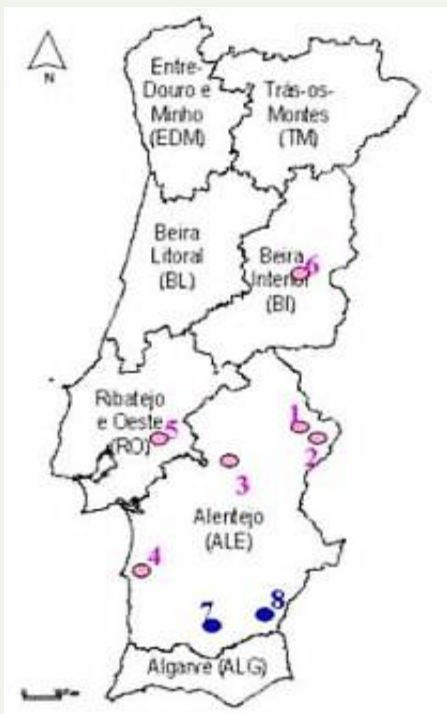 N
Entre-
Douro e
Minho
(EDM)
Trás-os-
Montes
(TM)
Beira
Litoral
(BL)
Beira
Interior
(BI)
6
Ribatejo
e Oeste
(RO)
5
1
2
3
Alentejo
(ALE)
4
7
8
Algarve (ALG)